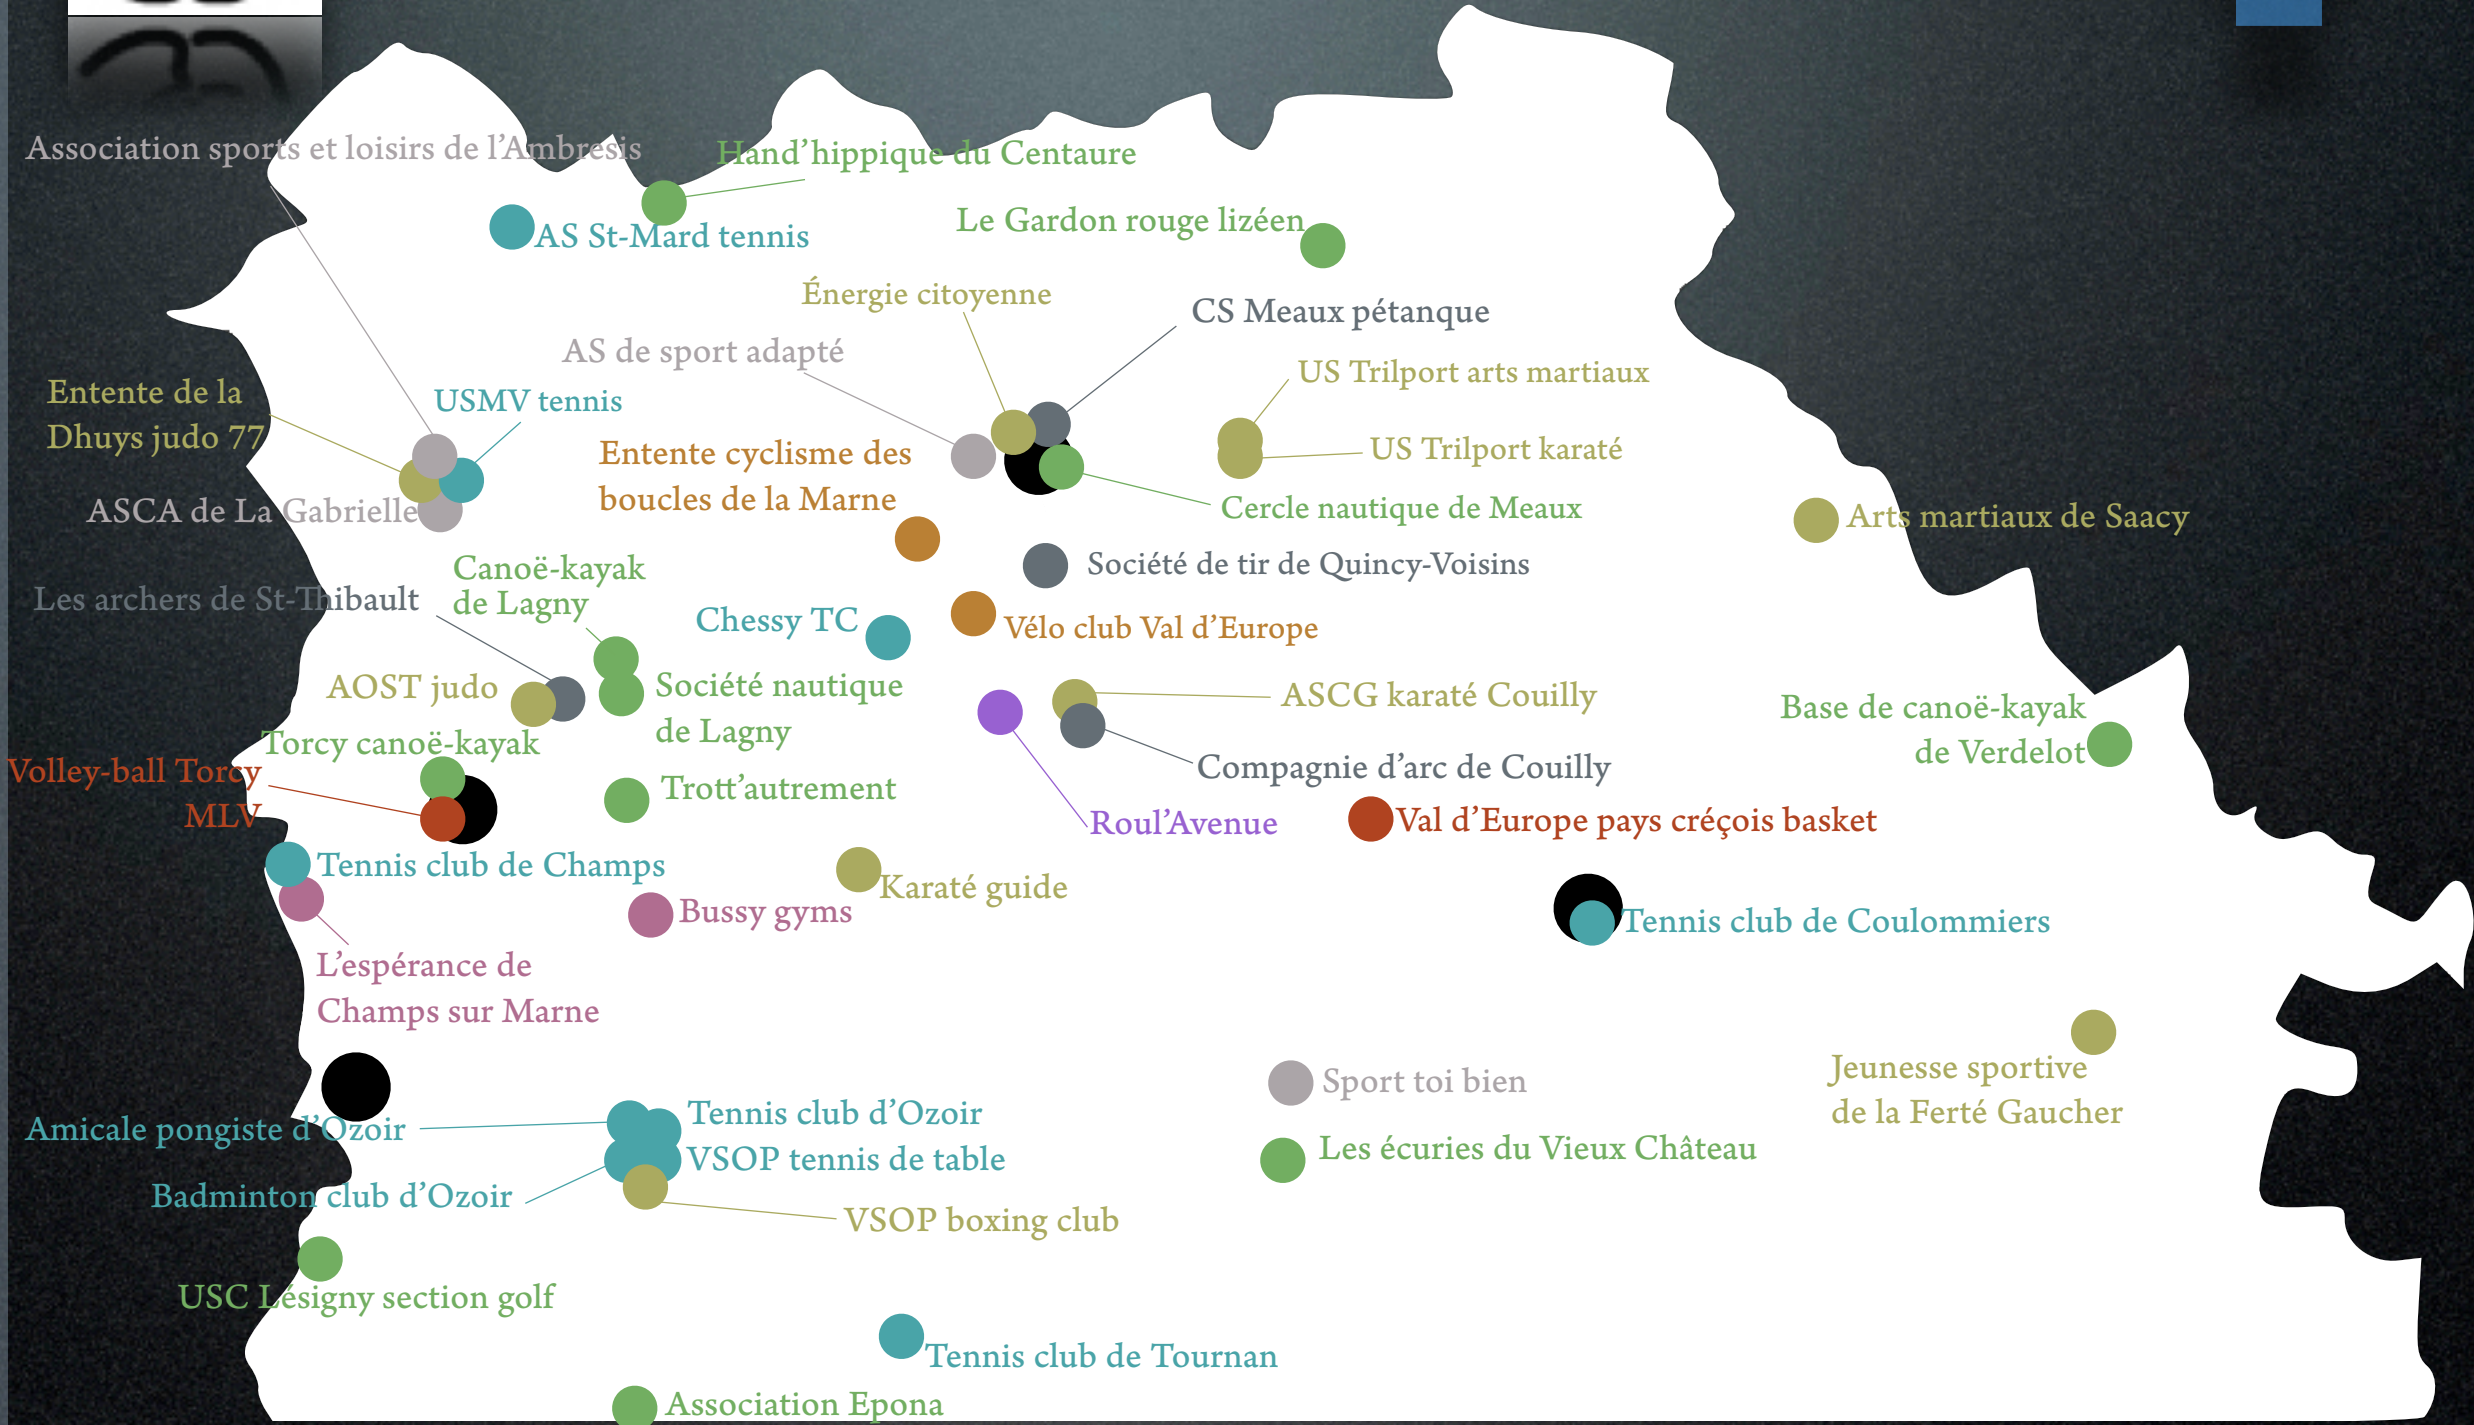 Association sports et loisirs de l’Ambresis
Hand’hippique du Centaure
AS St-Mard tennis
Le Gardon rouge lizéen
Énergie citoyenne
CS Meaux pétanque
AS de sport adapté
US Trilport arts martiaux
Entente de la
Dhuys judo 77
USMV tennis
Entente cyclisme des
boucles de la Marne
US Trilport karaté
ASCA de La Gabrielle
Cercle nautique de Meaux
Arts martiaux de Saacy
Canoë-kayak
de Lagny
Société de tir de Quincy-Voisins
Les archers de St-Thibault
Chessy TC
Vélo club Val d’Europe
AOST judo
Société nautique
de Lagny
ASCG karaté Couilly
Base de canoë-kayak
de Verdelot
Torcy canoë-kayak
Volley-ball Torcy
MLV
Compagnie d’arc de Couilly
Trott’autrement
Roul’Avenue
Val d’Europe pays créçois basket
Tennis club de Champs
Karaté guide
Bussy gyms
Tennis club de Coulommiers
L’espérance de
Champs sur Marne
Sport toi bien
Jeunesse sportive
de la Ferté Gaucher
Amicale pongiste d’Ozoir
Tennis club d’Ozoir
VSOP tennis de table
Les écuries du Vieux Château
Badminton club d’Ozoir
VSOP boxing club
USC Lésigny section golf
Tennis club de Tournan
Association Epona